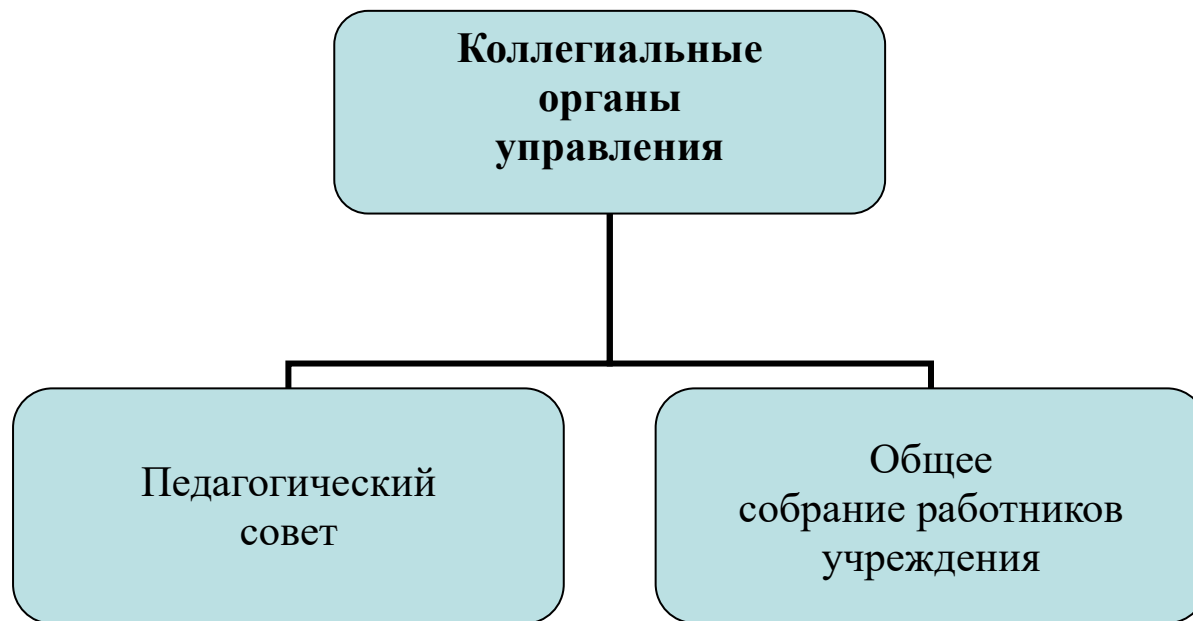 Коллегиальные
органы
управления
Педагогический
совет
Общее
собрание работников
учреждения